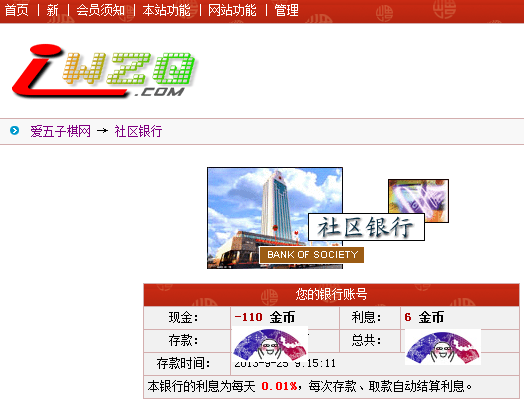 首页 | 新 | 会员须知 | 本站功能 | 网站功能 | 管理
iWZQ.COM
爱五子棋网 → 社区银行
社区银行
BANK OF SOCIETY
您的银行账号
现金: -110 金币 利息: 6 金币
存款: 总共:
存款时间: 2013-9-25 9:15:11
本银行的利息为每天 0.01%，每次存款、取款自动结算利息。